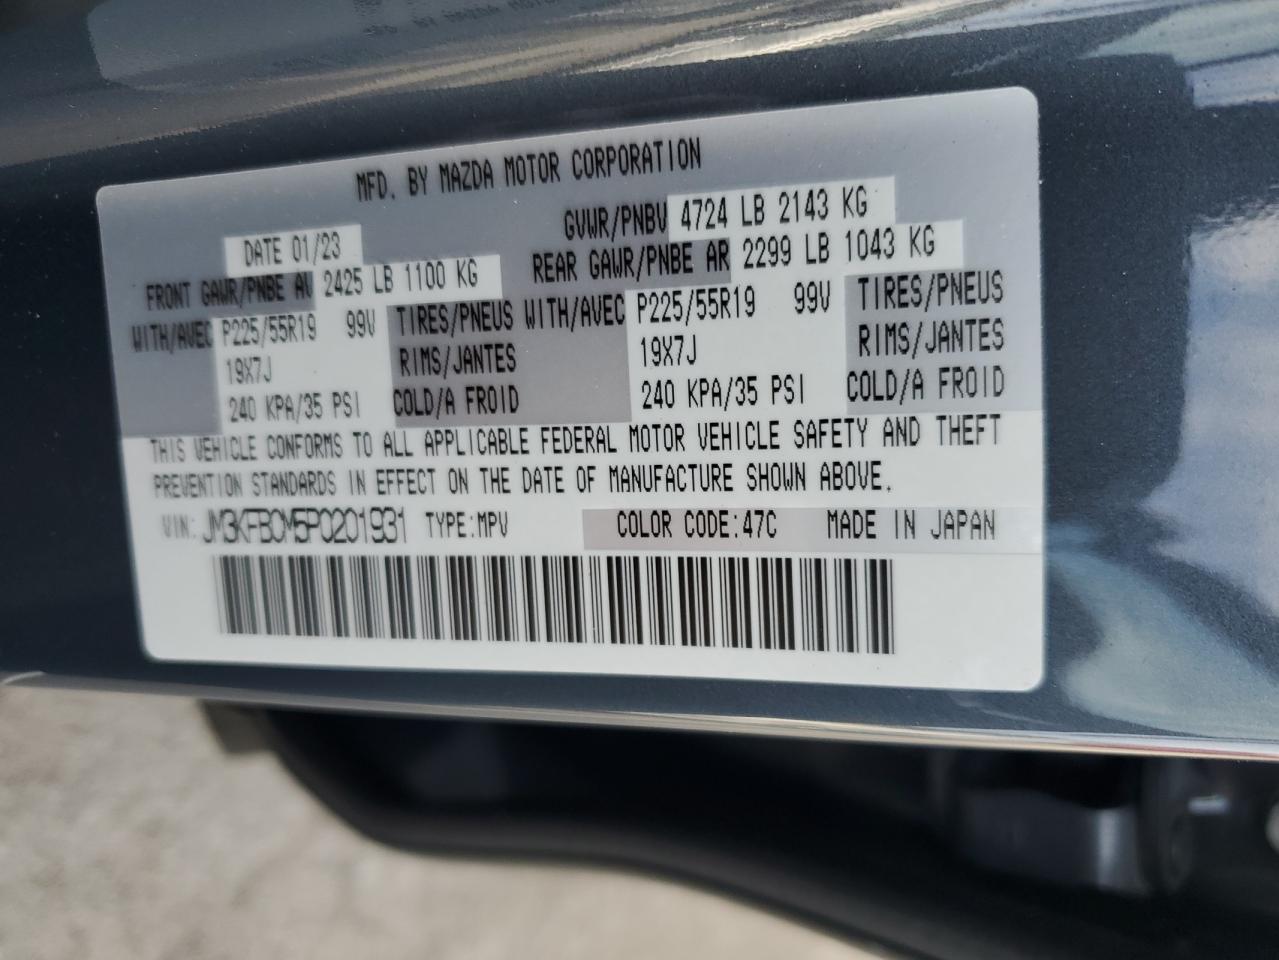 MFD. BY MAZDA MOTOR CORPORATION
GVWR/PNBV 4724 LB 2143 KG
DATE 01/23
REAR GAWR/PNBE AR 2299 LB 1043 KG
FRONT GAWR/PNBE AV 2425 LB 1100 KG
WITH/AVEC P225/55R19 99V TIRES/PNEUS WITH/AVEC P225/55R19 99V TIRES/PNEUS
19X7J RIMS/JANTES 19X7J RIMS/JANTES
240 KPA/35 PSI COLD/A FROID 240 KPA/35 PSI COLD/A FROID
THIS VEHICLE CONFORMS TO ALL APPLICABLE FEDERAL MOTOR VEHICLE SAFETY AND THEFT
PREVENTION STANDARDS IN EFFECT ON THE DATE OF MANUFACTURE SHOWN ABOVE.
VIN: JM3KFBCM5P0201931 TYPE:MPV COLOR CODE:47C MADE IN JAPAN